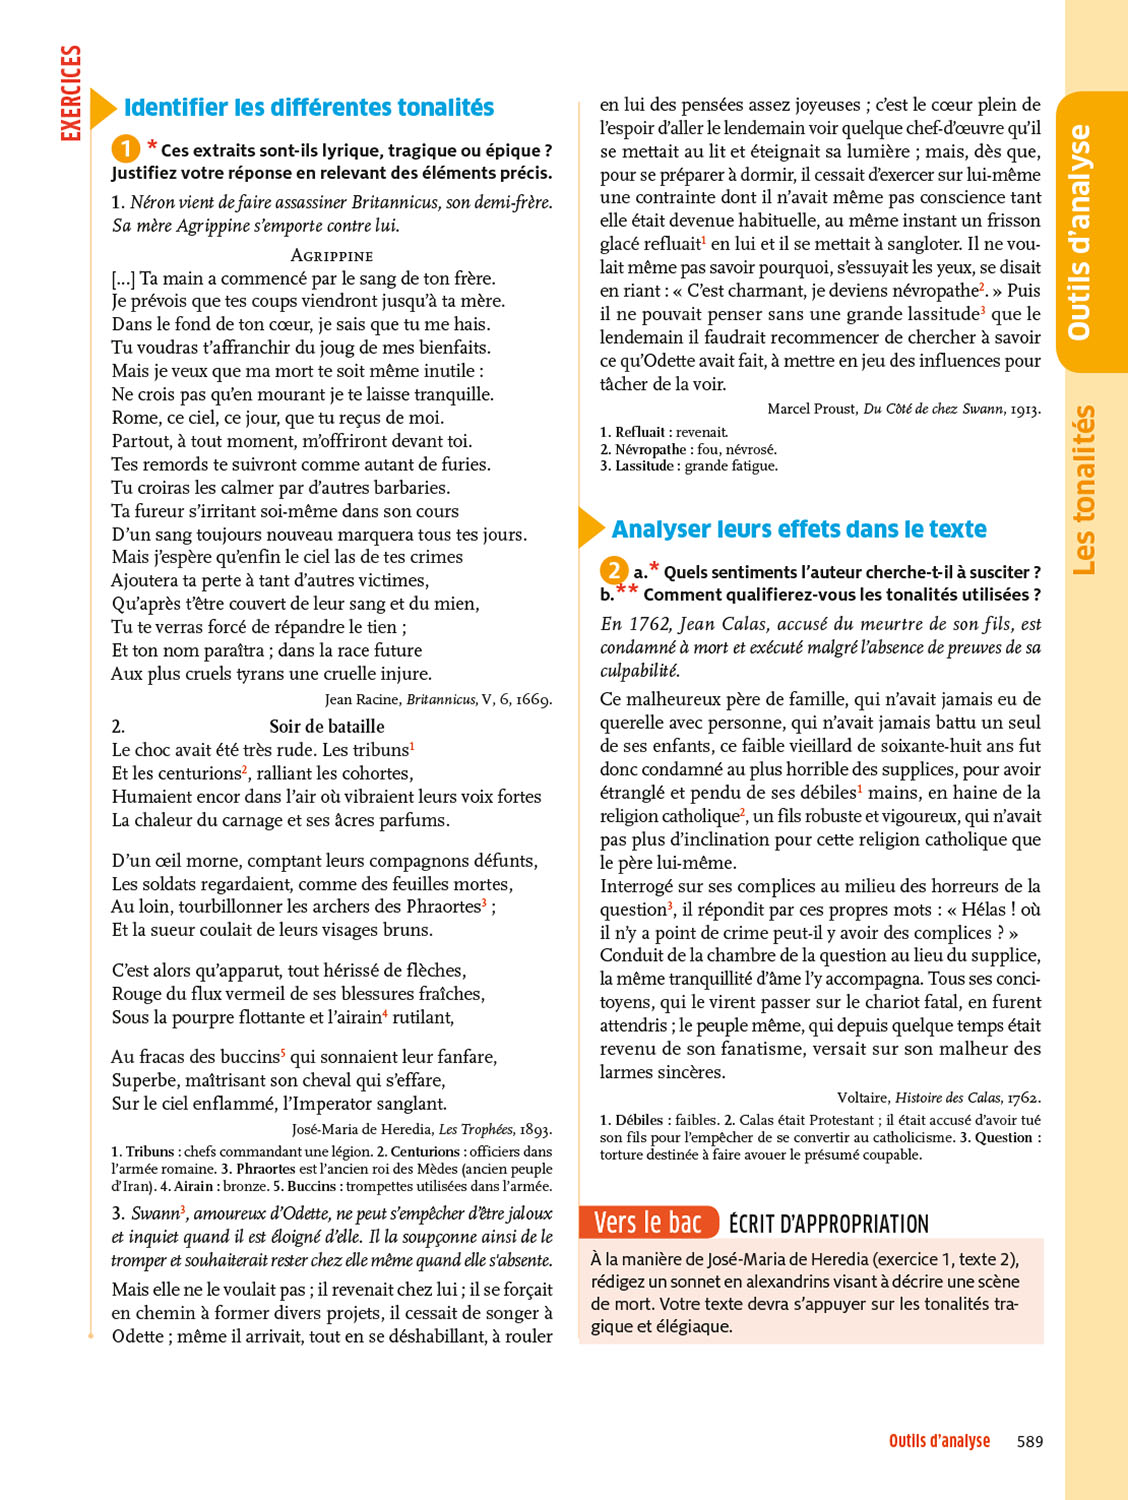 EXERCICES
Identifier les différentes tonalités
1 * Ces extraits sont-ils lyrique, tragique ou épique ?
Justifiez votre réponse en relevant des éléments précis.
1. Néron vient de faire assassiner Britannicus, son demi-frère.
Sa mère Agrippine s'emporte contre lui.
AGRIPPINE
[...] Ta main a commencé par le sang de ton frère.
Je prévois que tes coups viendront jusqu'à ta mère.
Dans le fond de ton cœur, je sais que tu me hais.
Tu voudras t'affranchir du joug de mes bienfaits.
Mais je veux que ma mort te soit même inutile :
Ne crois pas qu'en mourant je te laisse tranquille.
Rome, ce ciel, ce jour, que tu reçus de moi.
Partout, à tout moment, m'offriront devant toi.
Tes remords te suivront comme autant de furies.
Tu croiras les calmer par d'autres barbaries.
Ta fureur s'irritant soi-même dans son cours
D'un sang toujours nouveau marquera tous tes jours.
Mais j'espère qu'enfin le ciel las de tes crimes
Ajoutera ta perte à tant d'autres victimes,
Qu'après t'être couvert de leur sang et du mien,
Tu te verras forcé de répandre le tien ;
Et ton nom paraîtra ; dans la race future
Aux plus cruels tyrans une cruelle injure.
Jean Racine, Britannicus, V, 6, 1669.
2. Soir de bataille
Le choc avait été très rude. Les tribuns1
Et les centurions2, ralliant les cohortes,
Humaient encor dans l'air où vibraient leurs voix fortes
La chaleur du carnage et ses âcres parfums.
D'un œil morne, comptant leurs compagnons défunts,
Les soldats regardaient, comme des feuilles mortes,
Au loin, tourbillonner les archers des Phraortes3 ;
Et la sueur coulait de leurs visages bruns.
C'est alors qu'apparut, tout hérissé de flèches,
Rouge du flux vermeil de ses blessures fraîches,
Sous la pourpre flottante et l'airain4 rutilant,
Au fracas des buccins5 qui sonnaient leur fanfare,
Superbe, maîtrisant son cheval qui s'effare,
Sur le ciel enflammé, l'Imperator sanglant.
José-Maria de Heredia, Les Trophées, 1893.
1. Tribuns : chefs commandant une légion. 2. Centurions : officiers dans
l'armée romaine. 3. Phraortes est l'ancien roi des Mèdes (ancien peuple
d'Iran). 4. Airain : bronze. 5. Buccins : trompettes utilisées dans l'armée.
3. Swann3, amoureux d'Odette, ne peut s'empêcher d'être jaloux
et inquiet quand il est éloigné d'elle. Il la soupçonne ainsi de le
tromper et souhaiterait rester chez elle même quand elle s'absente.
Mais elle ne le voulait pas ; il revenait chez lui ; il se forçait
en chemin à former divers projets, il cessait de songer à
Odette ; même il arrivait, tout en se déshabillant, à rouler
en lui des pensées assez joyeuses ; c'est le cœur plein de
l'espoir d'aller le lendemain voir quelque chef-d'œuvre qu'il
se mettait au lit et éteignait sa lumière ; mais, dès que,
pour se préparer à dormir, il cessait d'exercer sur lui-même
une contrainte dont il n'avait même pas conscience tant
elle était devenue habituelle, au même instant un frisson
glacé refluait1 en lui et il se mettait à sangloter. Il ne vou-
lait même pas savoir pourquoi, s'essuyait les yeux, se disait
en riant : « C'est charmant, je deviens névropathe2. » Puis
il ne pouvait penser sans une grande lassitude3 que le
lendemain il faudrait recommencer de chercher à savoir
ce qu'Odette avait fait, à mettre en jeu des influences pour
tâcher de la voir.
Marcel Proust, Du Côté de chez Swann, 1913.
1. Refluait : revenait.
2. Névropathe : fou, névrosé.
3. Lassitude : grande fatigue.
Analyser leurs effets dans le texte
2 a.* Quels sentiments l'auteur cherche-t-il à susciter ?
b.** Comment qualifierez-vous les tonalités utilisées ?
En 1762, Jean Calas, accusé du meurtre de son fils, est
condamné à mort et exécuté malgré l'absence de preuves de sa
culpabilité.
Ce malheureux père de famille, qui n'avait jamais eu de
querelle avec personne, qui n'avait jamais battu un seul
de ses enfants, ce faible vieillard de soixante-huit ans fut
donc condamné au plus horrible des supplices, pour avoir
étranglé et pendu de ses débiles1 mains, en haine de la
religion catholique2, un fils robuste et vigoureux, qui n'avait
pas plus d'inclination pour cette religion catholique que
le père lui-même.
Interrogé sur ses complices au milieu des horreurs de la
question3, il répondit par ces propres mots : « Hélas ! où
il n'y a point de crime peut-il y avoir des complices ? »
Conduit de la chambre de la question au lieu du supplice,
la même tranquillité d'âme l'y accompagna. Tous ses conci-
toyens, qui le virent passer sur le chariot fatal, en furent
attendris ; le peuple même, qui depuis quelque temps était
revenu de son fanatisme, versait sur son malheur des
larmes sincères.
Voltaire, Histoire des Calas, 1762.
1. Débiles : faibles. 2. Calas était Protestant ; il était accusé d'avoir tué
son fils pour l'empêcher de se convertir au catholicisme. 3. Question :
torture destinée à faire avouer le présumé coupable.
Vers le bac ÉCRIT D'APPROPRIATION
À la manière de José-Maria de Heredia (exercice 1, texte 2),
rédigez un sonnet en alexandrins visant à décrire une scène
de mort. Votre texte devra s'appuyer sur les tonalités tra-
gique et élégiaque.
Outils d'analyse
Les tonalités
Outils d'analyse 589